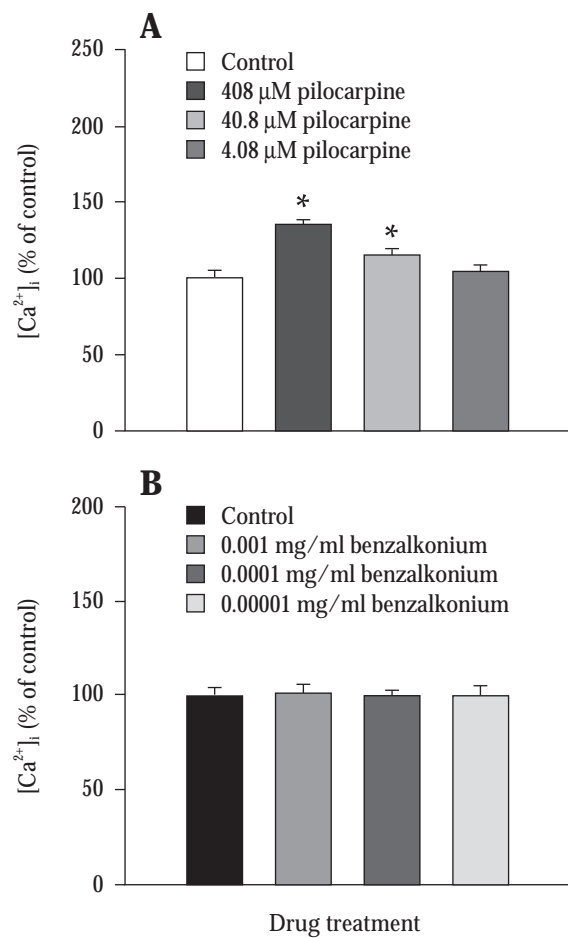 A
250
200
150
100
50
0
[Ca²⁺]ᵢ (% of control)
Control
408 μM pilocarpine
40.8 μM pilocarpine
4.08 μM pilocarpine
*
*
B
200
150
100
50
0
[Ca²⁺]ᵢ (% of control)
Control
0.001 mg/ml benzalkonium
0.0001 mg/ml benzalkonium
0.00001 mg/ml benzalkonium
Drug treatment